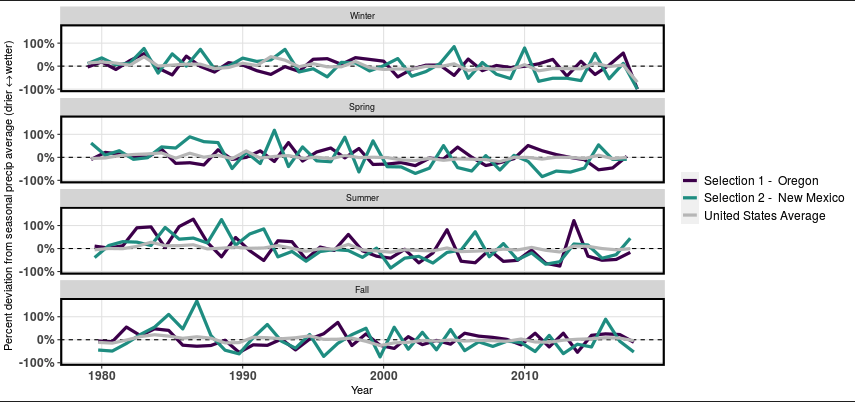 Winter
100%
0%
-100%
Spring
100%
0%
-100%
Summer
100%
0%
-100%
Fall
100%
0%
-100%
1980
1990
2000
2010
Year
Percent deviation from seasonal precip average (drier ↔ wetter)
Selection 1 -  Oregon
Selection 2 -  New Mexico
United States Average